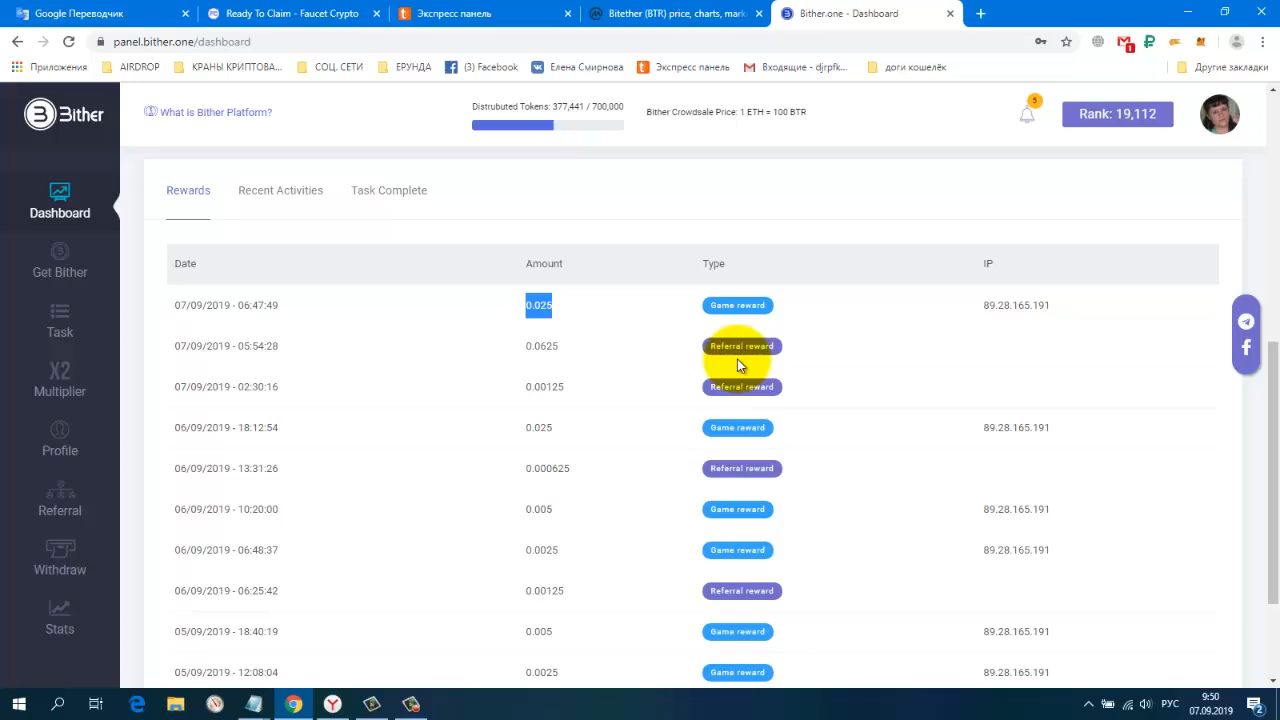 Google Переводчик
Ready To Claim - Faucet Crypto
Экспресс панель
Bitether (BTR) price, charts, mark
Bither.one - Dashboard
panel.bither.one/dashboard
1
Приложения
AIRDROP
КРАНЫ КРИПТОВА...
СОЦ. СЕТИ
ЕРУНДА
(3) Facebook
Елена Смирнова
Экспресс панель
Входящие - djrpfk...
доги кошелёк
Другие закладки
Bither
What is Bither Platform?
Distrubuted Tokens: 377,441 / 700,000
Bither Crowdsale Price: 1 ETH = 100 BTR
5
Rank: 19,112
Dashboard
Get Bither
Task
X2
Multiplier
Profile
Referral
Withdraw
Stats
Rewards Recent Activities Task Complete
Date Amount Type IP
07/09/2019 - 06:47:49 0.025 Game reward 89.28.165.191
07/09/2019 - 05:54:28 0.0625 Referral reward
07/09/2019 - 02:30:16 0.00125 Referral reward
06/09/2019 - 18:12:54 0.025 Game reward 89.28.165.191
06/09/2019 - 13:31:26 0.000625 Referral reward
06/09/2019 - 10:20:00 0.005 Game reward 89.28.165.191
06/09/2019 - 06:48:37 0.0025 Game reward 89.28.165.191
06/09/2019 - 06:25:42 0.00125 Referral reward
05/09/2019 - 18:40:19 0.005 Game reward 89.28.165.191
05/09/2019 - 12:08:04 0.0025 Game reward 89.28.165.191
РУС
9:50
07.09.2019
2